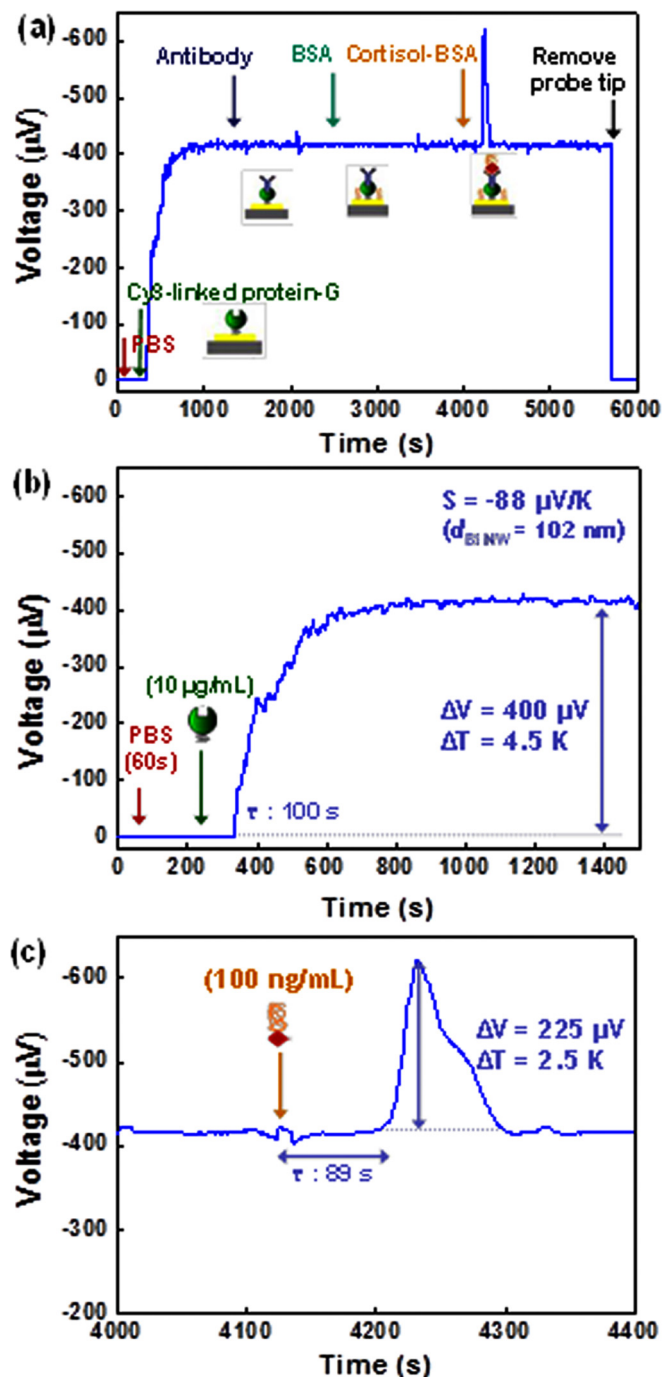 (a)
-600
-500
-400
-300
-200
-100
0
Voltage (µV)
Antibody
BSA
Cortisol-BSA
Remove
probe tip
Cy3-linked protein-G
PBS
0 1000 2000 3000 4000 5000 6000
Time (s)
(b)
-600
-500
-400
-300
-200
-100
0
Voltage (µV)
S = -88 µV/K
(d_Bi NW = 102 nm)
(10 µg/mL)
PBS
(60s)
ΔV = 400 µV
ΔT = 4.5 K
τ : 100 s
0 200 400 600 800 1000 1200 1400
Time (s)
(c)
-600
-500
-400
-300
-200
Voltage (µV)
(100 ng/mL)
ΔV = 225 µV
ΔT = 2.5 K
τ : 89 s
4000 4100 4200 4300 4400
Time (s)